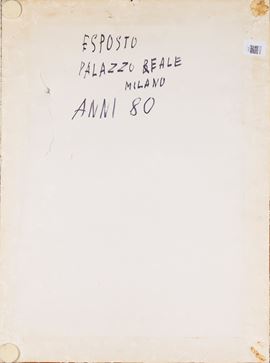 ESPOSTO
PALAZZO REALE
MILANO
ANNI 80